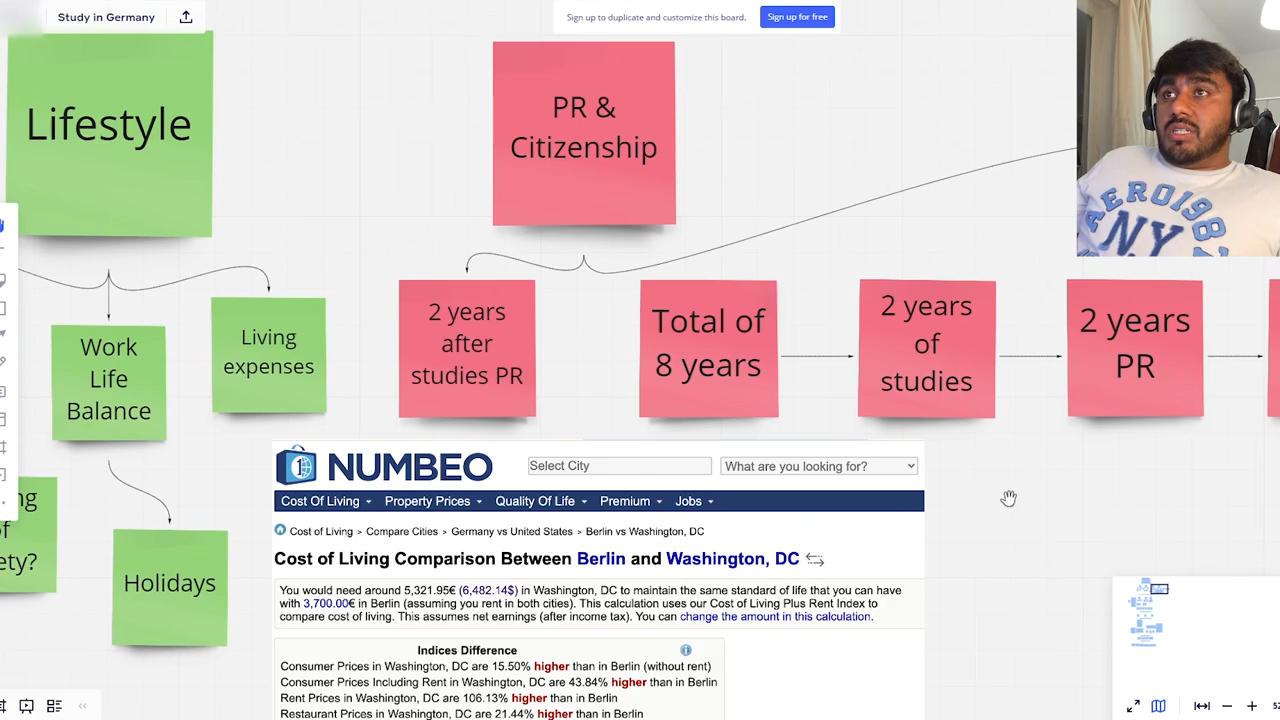 Study in Germany
Sign up to duplicate and customize this board.
Sign up for free
Lifestyle
PR &
Citizenship
AERO1987
NY
Work
Life
Balance
Living
expenses
2 years
after
studies PR
Total of
8 years
2 years
of
studies
2 years
PR
Holidays
NUMBEO
Select City
What are you looking for?
Cost Of Living
Property Prices
Quality Of Life
Premium
Jobs
Cost of Living > Compare Cities > Germany vs United States > Berlin vs Washington, DC
Cost of Living Comparison Between Berlin and Washington, DC
You would need around 5,321.95€ (6,482.14$) in Washington, DC to maintain the same standard of life that you can have
with 3,700.00€ in Berlin (assuming you rent in both cities). This calculation uses our Cost of Living Plus Rent Index to
compare cost of living. This assumes net earnings (after income tax). You can change the amount in this calculation.
Indices Difference
Consumer Prices in Washington, DC are 15.50% higher than in Berlin (without rent)
Consumer Prices Including Rent in Washington, DC are 43.84% higher than in Berlin
Rent Prices in Washington, DC are 106.13% higher than in Berlin
Restaurant Prices in Washington, DC are 21.44% higher than in Berlin